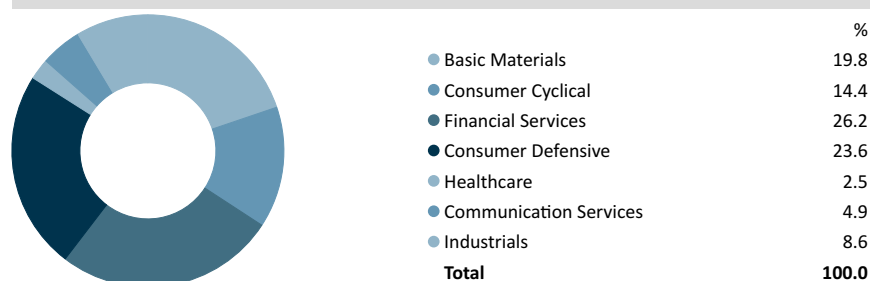 %
Basic Materials 19.8
Consumer Cyclical 14.4
Financial Services 26.2
Consumer Defensive 23.6
Healthcare 2.5
Communication Services 4.9
Industrials 8.6
Total 100.0